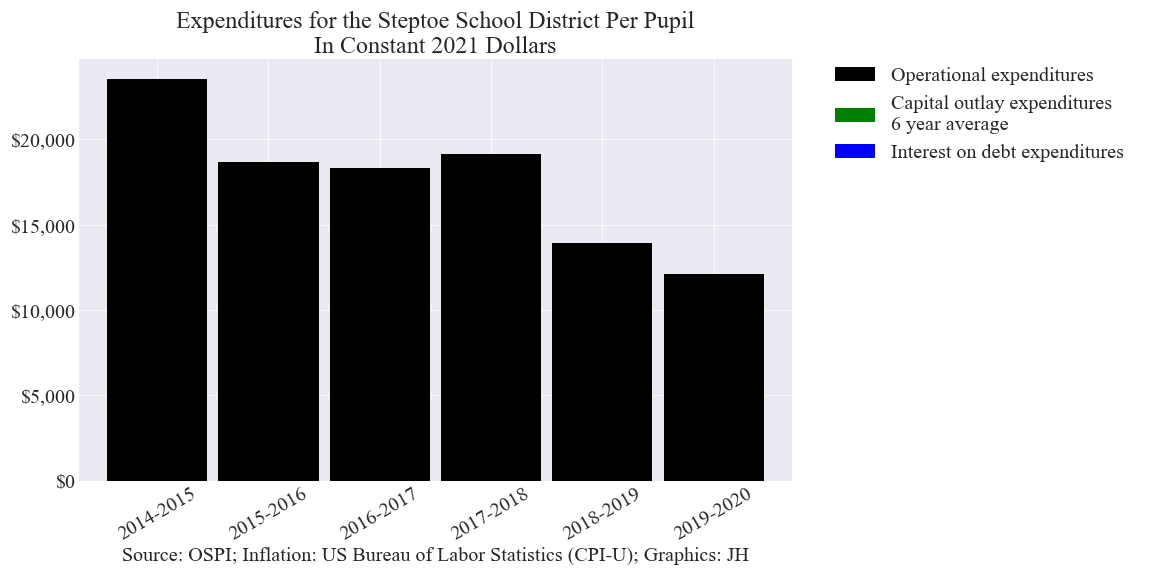 Expenditures for the Steptoe School District Per Pupil
In Constant 2021 Dollars
Operational expenditures
Capital outlay expenditures
6 year average
Interest on debt expenditures
$20,000
$15,000
$10,000
$5,000
$0
2014-2015
2015-2016
2016-2017
2017-2018
2018-2019
2019-2020
Source: OSPI; Inflation: US Bureau of Labor Statistics (CPI-U); Graphics: JH